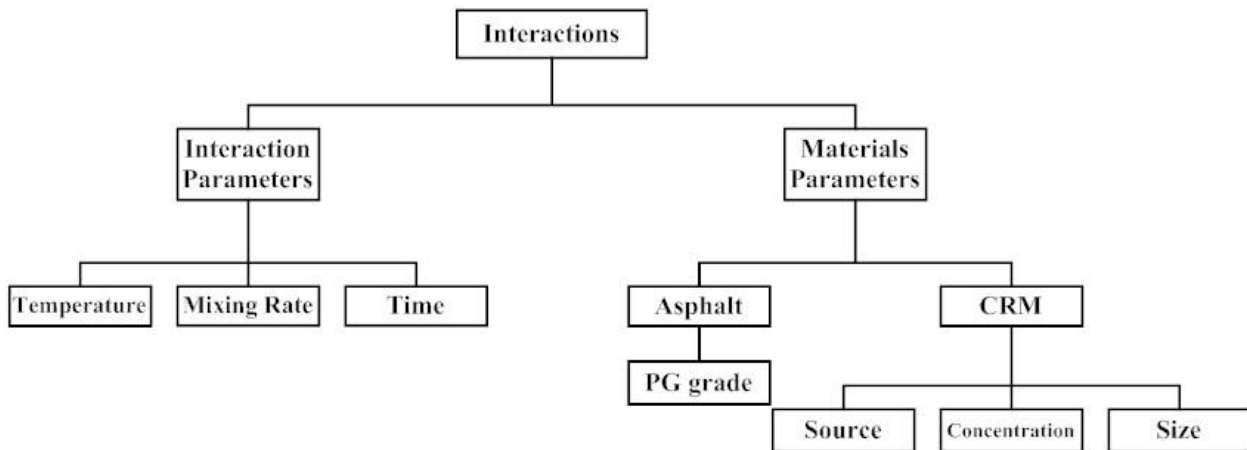 Interactions
Interaction
Parameters
Materials
Parameters
Temperature
Mixing Rate
Time
Asphalt
CRM
PG grade
Source
Concentration
Size